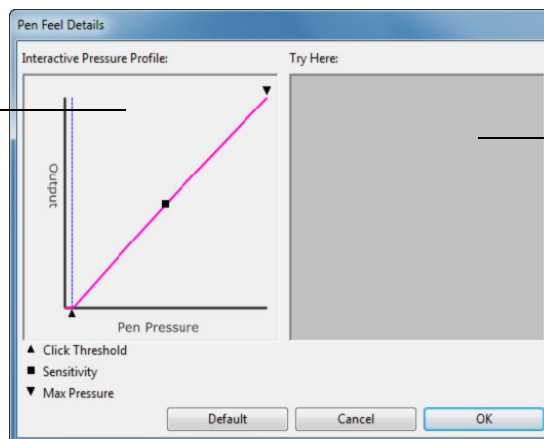 Pen Feel Details
Interactive Pressure Profile:
Try Here:
Output
Pen Pressure
Click Threshold
Sensitivity
Max Pressure
Default
Cancel
OK